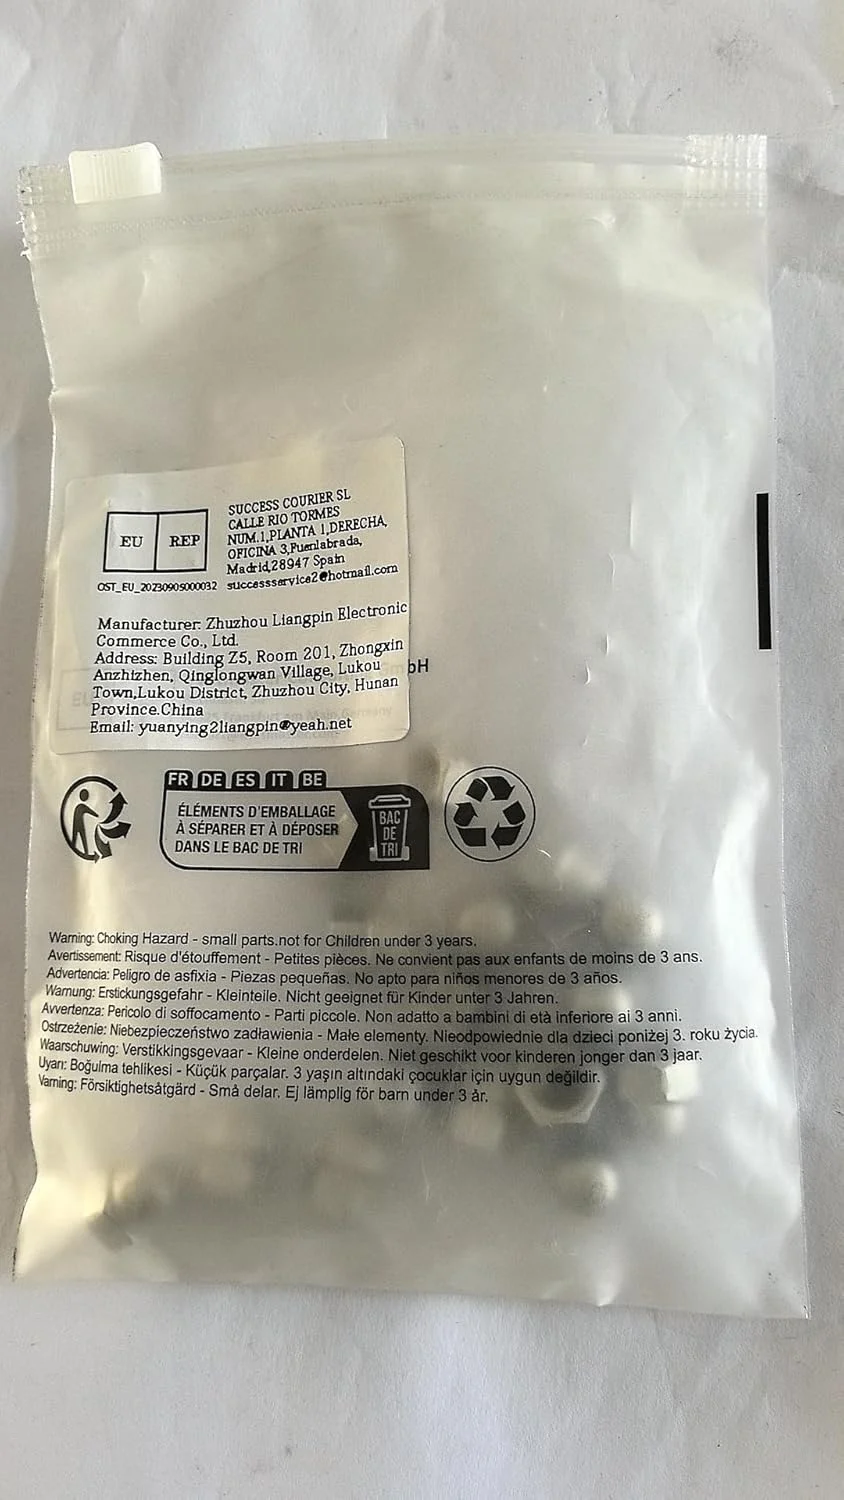 EU REP
SUCCESS COURIER SL
CALLE RIO TORMES
NUM.1,PLANTA 1,DERECHA,
OFICINA 3,Fuenlabrada,
Madrid,28947 Spain
OST_EU_20230905000032 successservice2@hotmail.com
Manufacturer: Zhuzhou Liangpin Electronic
Commerce Co., Ltd.
Address: Building Z5, Room 201, Zhongxin
Anzhizhen, Qinglongwan Village, Lukou
Town,Lukou District, Zhuzhou City, Hunan
Province.China
Email: yuanying2liangpin@yeah.net
bH
FR DE ES IT BE
ÉLÉMENTS D'EMBALLAGE
À SÉPARER ET À DÉPOSER
DANS LE BAC DE TRI
BAC
DE
TRI
Warning: Choking Hazard - small parts.not for Children under 3 years.
Avertissement: Risque d'étouffement - Petites pièces. Ne convient pas aux enfants de moins de 3 ans.
Advertencia: Peligro de asfixia - Piezas pequeñas. No apto para niños menores de 3 años.
Warnung: Erstickungsgefahr - Kleinteile. Nicht geeignet für Kinder unter 3 Jahren.
Avvertenza: Pericolo di soffocamento - Parti piccole. Non adatto a bambini di età inferiore ai 3 anni.
Ostrzeżenie: Niebezpieczeństwo zadławienia - Małe elementy. Nieodpowiednie dla dzieci poniżej 3. roku życia.
Waarschuwing: Verstikkingsgevaar - Kleine onderdelen. Niet geschikt voor kinderen jonger dan 3 jaar.
Uyarı: Boğulma tehlikesi - Küçük parçalar. 3 yaşın altındaki çocuklar için uygun değildir.
Varning: Försiktighetsåtgärd - Små delar. Ej lämplig för barn under 3 år.